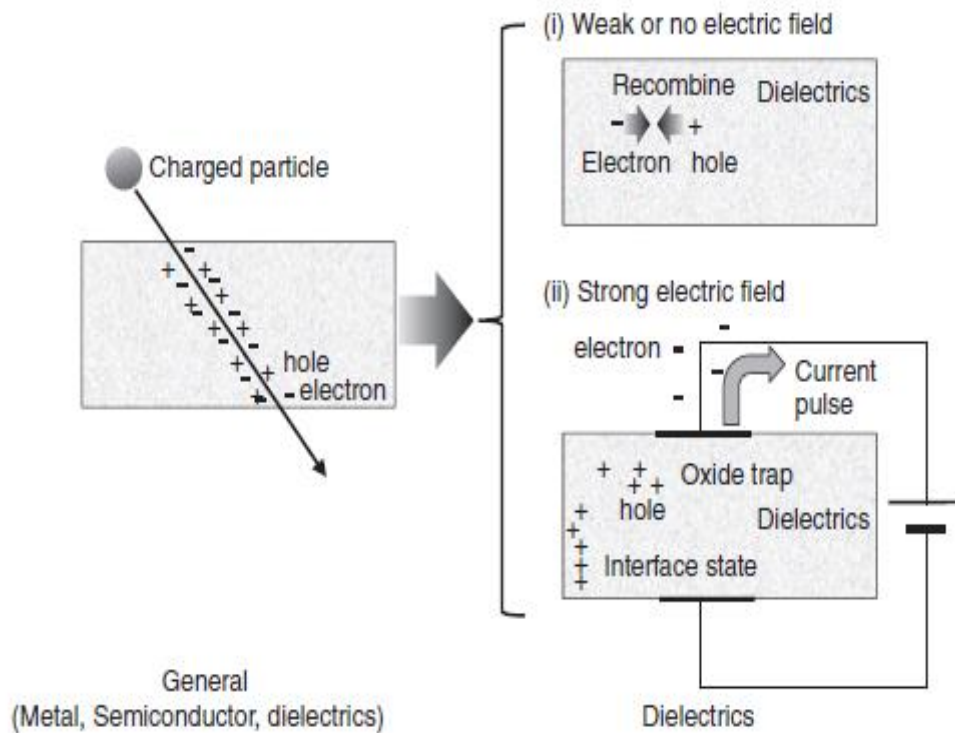 Charged particle
hole
electron
General
(Metal, Semiconductor, dielectrics)
(i) Weak or no electric field
Recombine
Dielectrics
Electron hole
(ii) Strong electric field
electron
Current
pulse
Oxide trap
hole
Dielectrics
Interface state
Dielectrics